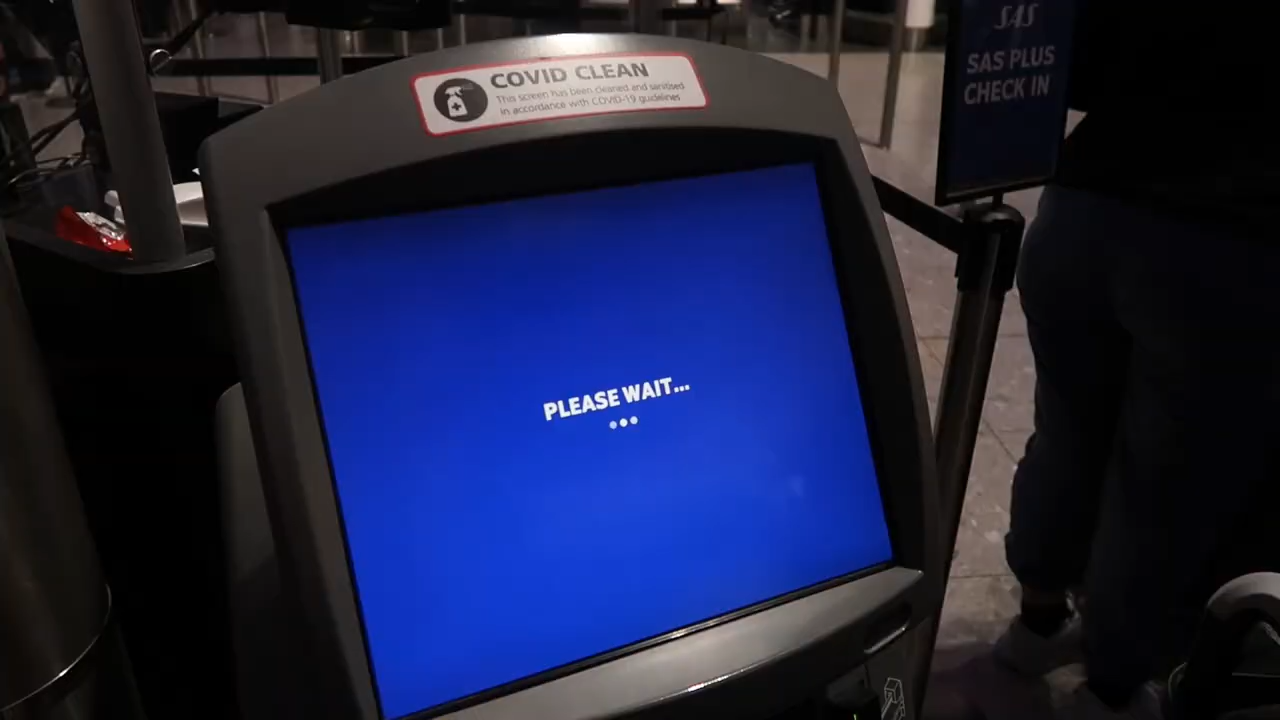 COVID CLEAN
This screen has been cleaned and sanitised
in accordance with COVID-19 guidelines
SAS
SAS PLUS
CHECK IN
PLEASE WAIT...